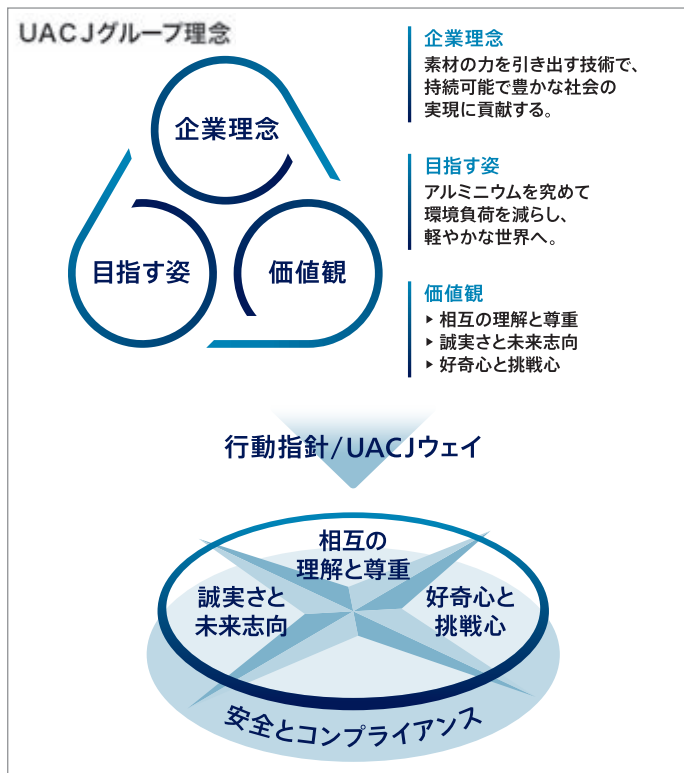 UACJグループ理念
企業理念
目指す姿
価値観
企業理念
素材の力を引き出す技術で、
持続可能で豊かな社会の
実現に貢献する。
目指す姿
アルミニウムを究めて
環境負荷を減らし、
軽やかな世界へ。
価値観
▶ 相互の理解と尊重
▶ 誠実さと未来志向
▶ 好奇心と挑戦心
行動指針/UACJウェイ
相互の
理解と尊重
誠実さと
未来志向
好奇心と
挑戦心
安全とコンプライアンス